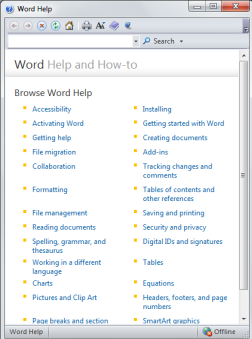 Word Help
Search
Word Help and How-to
Browse Word Help
Accessibility
Installing
Activating Word
Getting started with Word
Getting help
Creating documents
File migration
Add-ins
Collaboration
Tracking changes and
comments
Formatting
Tables of contents and
other references
File management
Saving and printing
Reading documents
Security and privacy
Spelling, grammar, and
thesaurus
Digital IDs and signatures
Working in a different
language
Tables
Charts
Equations
Pictures and Clip Art
Headers, footers, and page
numbers
Page breaks and section
SmartArt graphics
Word Help
Offline